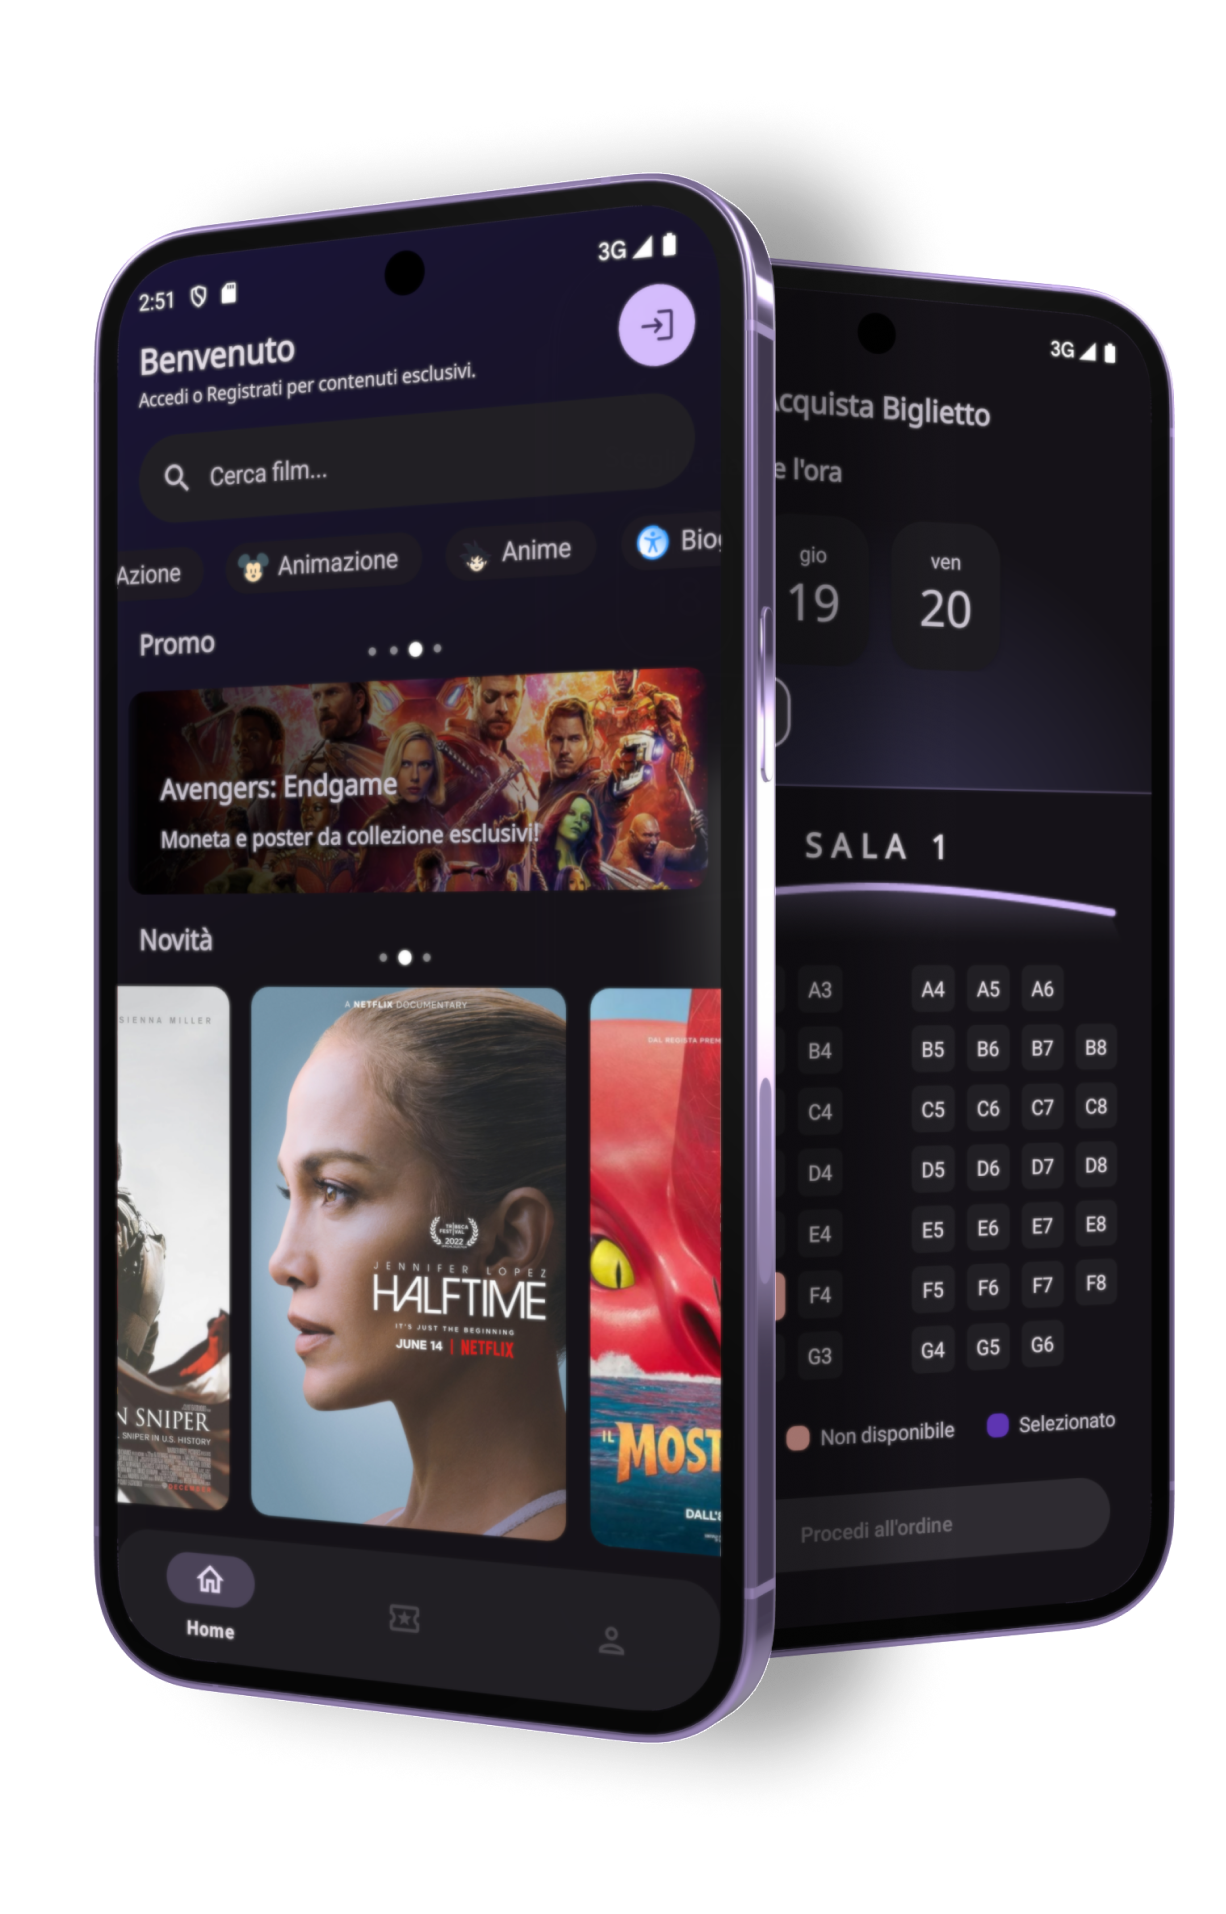 2:51
3G
Benvenuto
Accedi o Registrati per contenuti esclusivi.
Cerca film...
Azione
Animazione
Anime
Biog
Promo
Avengers: Endgame
Moneta e poster da collezione esclusivi!
Novità
SIENNA MILLER
N SNIPER
SNIPER IN U.S. HISTORY
A NETFLIX DOCUMENTARY
TRIBECA
FESTIVAL
2022
JENNIFER LOPEZ
HALFTIME
IT'S JUST THE BEGINNING
JUNE 14 | NETFLIX
DAL REGISTA PREM
IL MOST
DALL'8
Home
3G
Acquista Biglietto
e l'ora
gio
19
ven
20
SALA 1
A3 A4 A5 A6
B4 B5 B6 B7 B8
C4 C5 C6 C7 C8
D4 D5 D6 D7 D8
E4 E5 E6 E7 E8
F4 F5 F6 F7 F8
G3 G4 G5 G6
Non disponibile
Selezionato
Procedi all'ordine